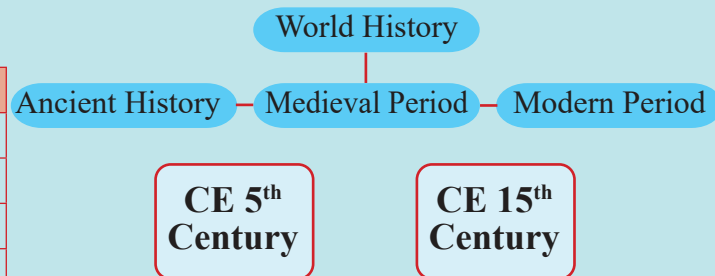 World History
Ancient History Medieval Period Modern Period
CE 5th
Century
CE 15th
Century